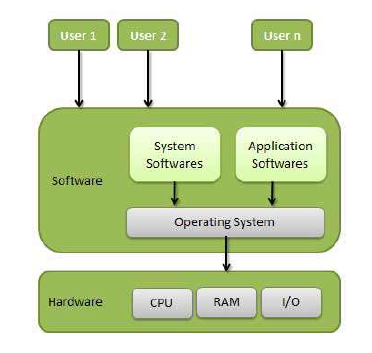 User 1
User 2
User n
System
Softwares
Application
Softwares
Software
Operating System
Hardware
CPU
RAM
I/O